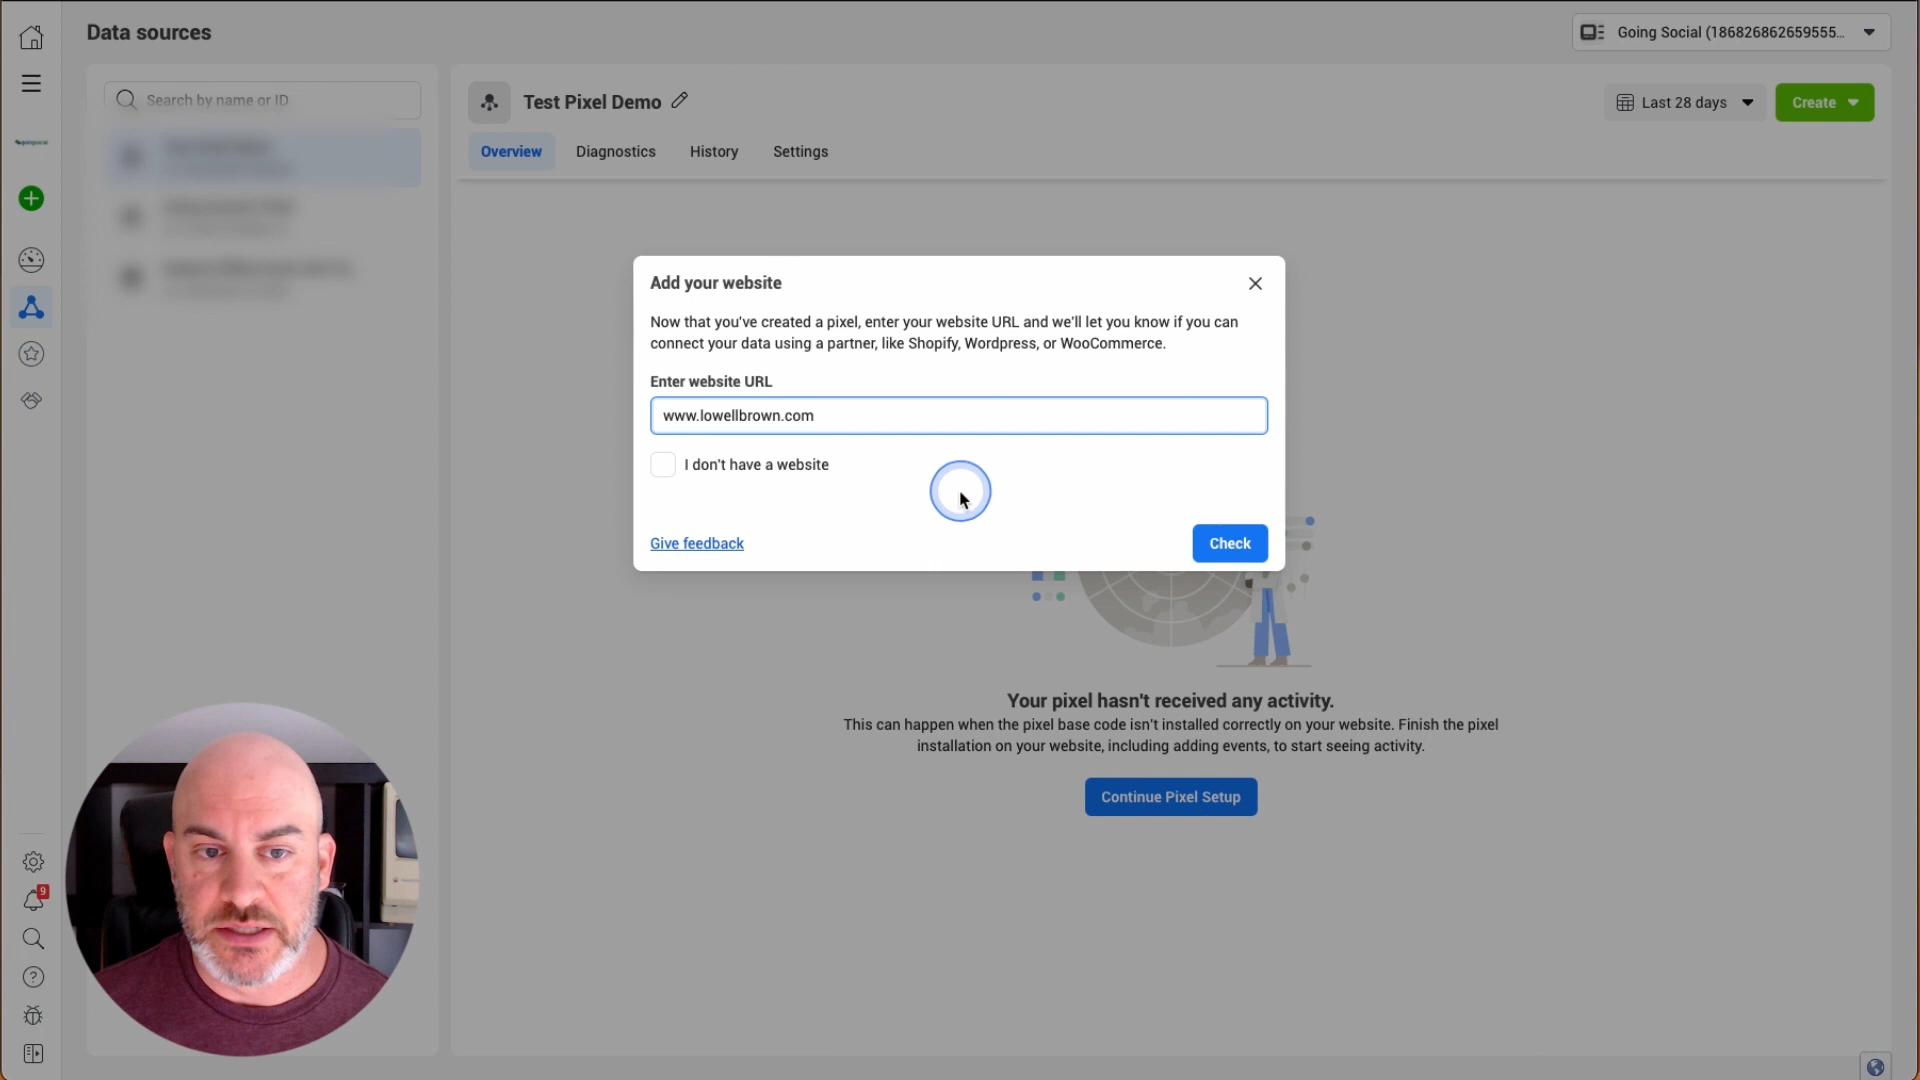 Data sources
Going Social (186826862659555...
Search by name or ID
Test Pixel Demo
Last 28 days
Create
Overview
Diagnostics
History
Settings
Add your website
Now that you've created a pixel, enter your website URL and we'll let you know if you can
connect your data using a partner, like Shopify, Wordpress, or WooCommerce.
Enter website URL
www.lowellbrown.com
I don't have a website
Give feedback
Check
Your pixel hasn't received any activity.
This can happen when the pixel base code isn't installed correctly on your website. Finish the pixel
installation on your website, including adding events, to start seeing activity.
Continue Pixel Setup
9